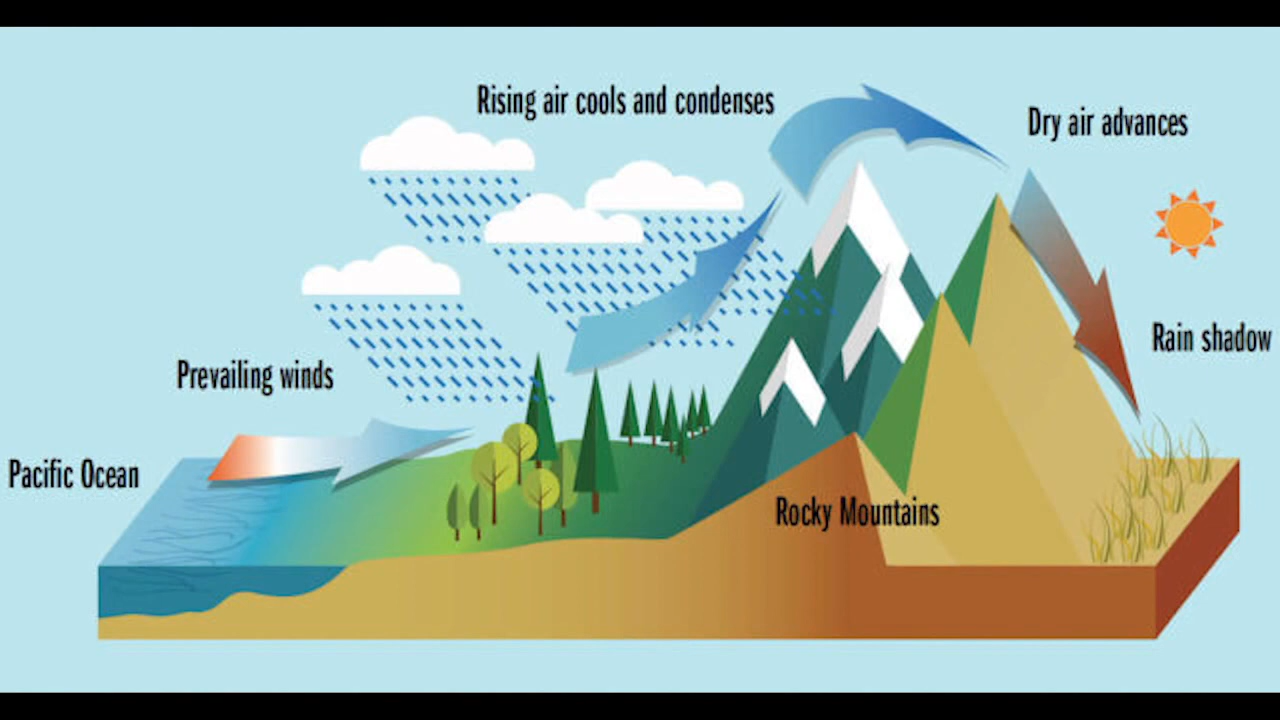 Rising air cools and condenses
Dry air advances
Rain shadow
Prevailing winds
Pacific Ocean
Rocky Mountains